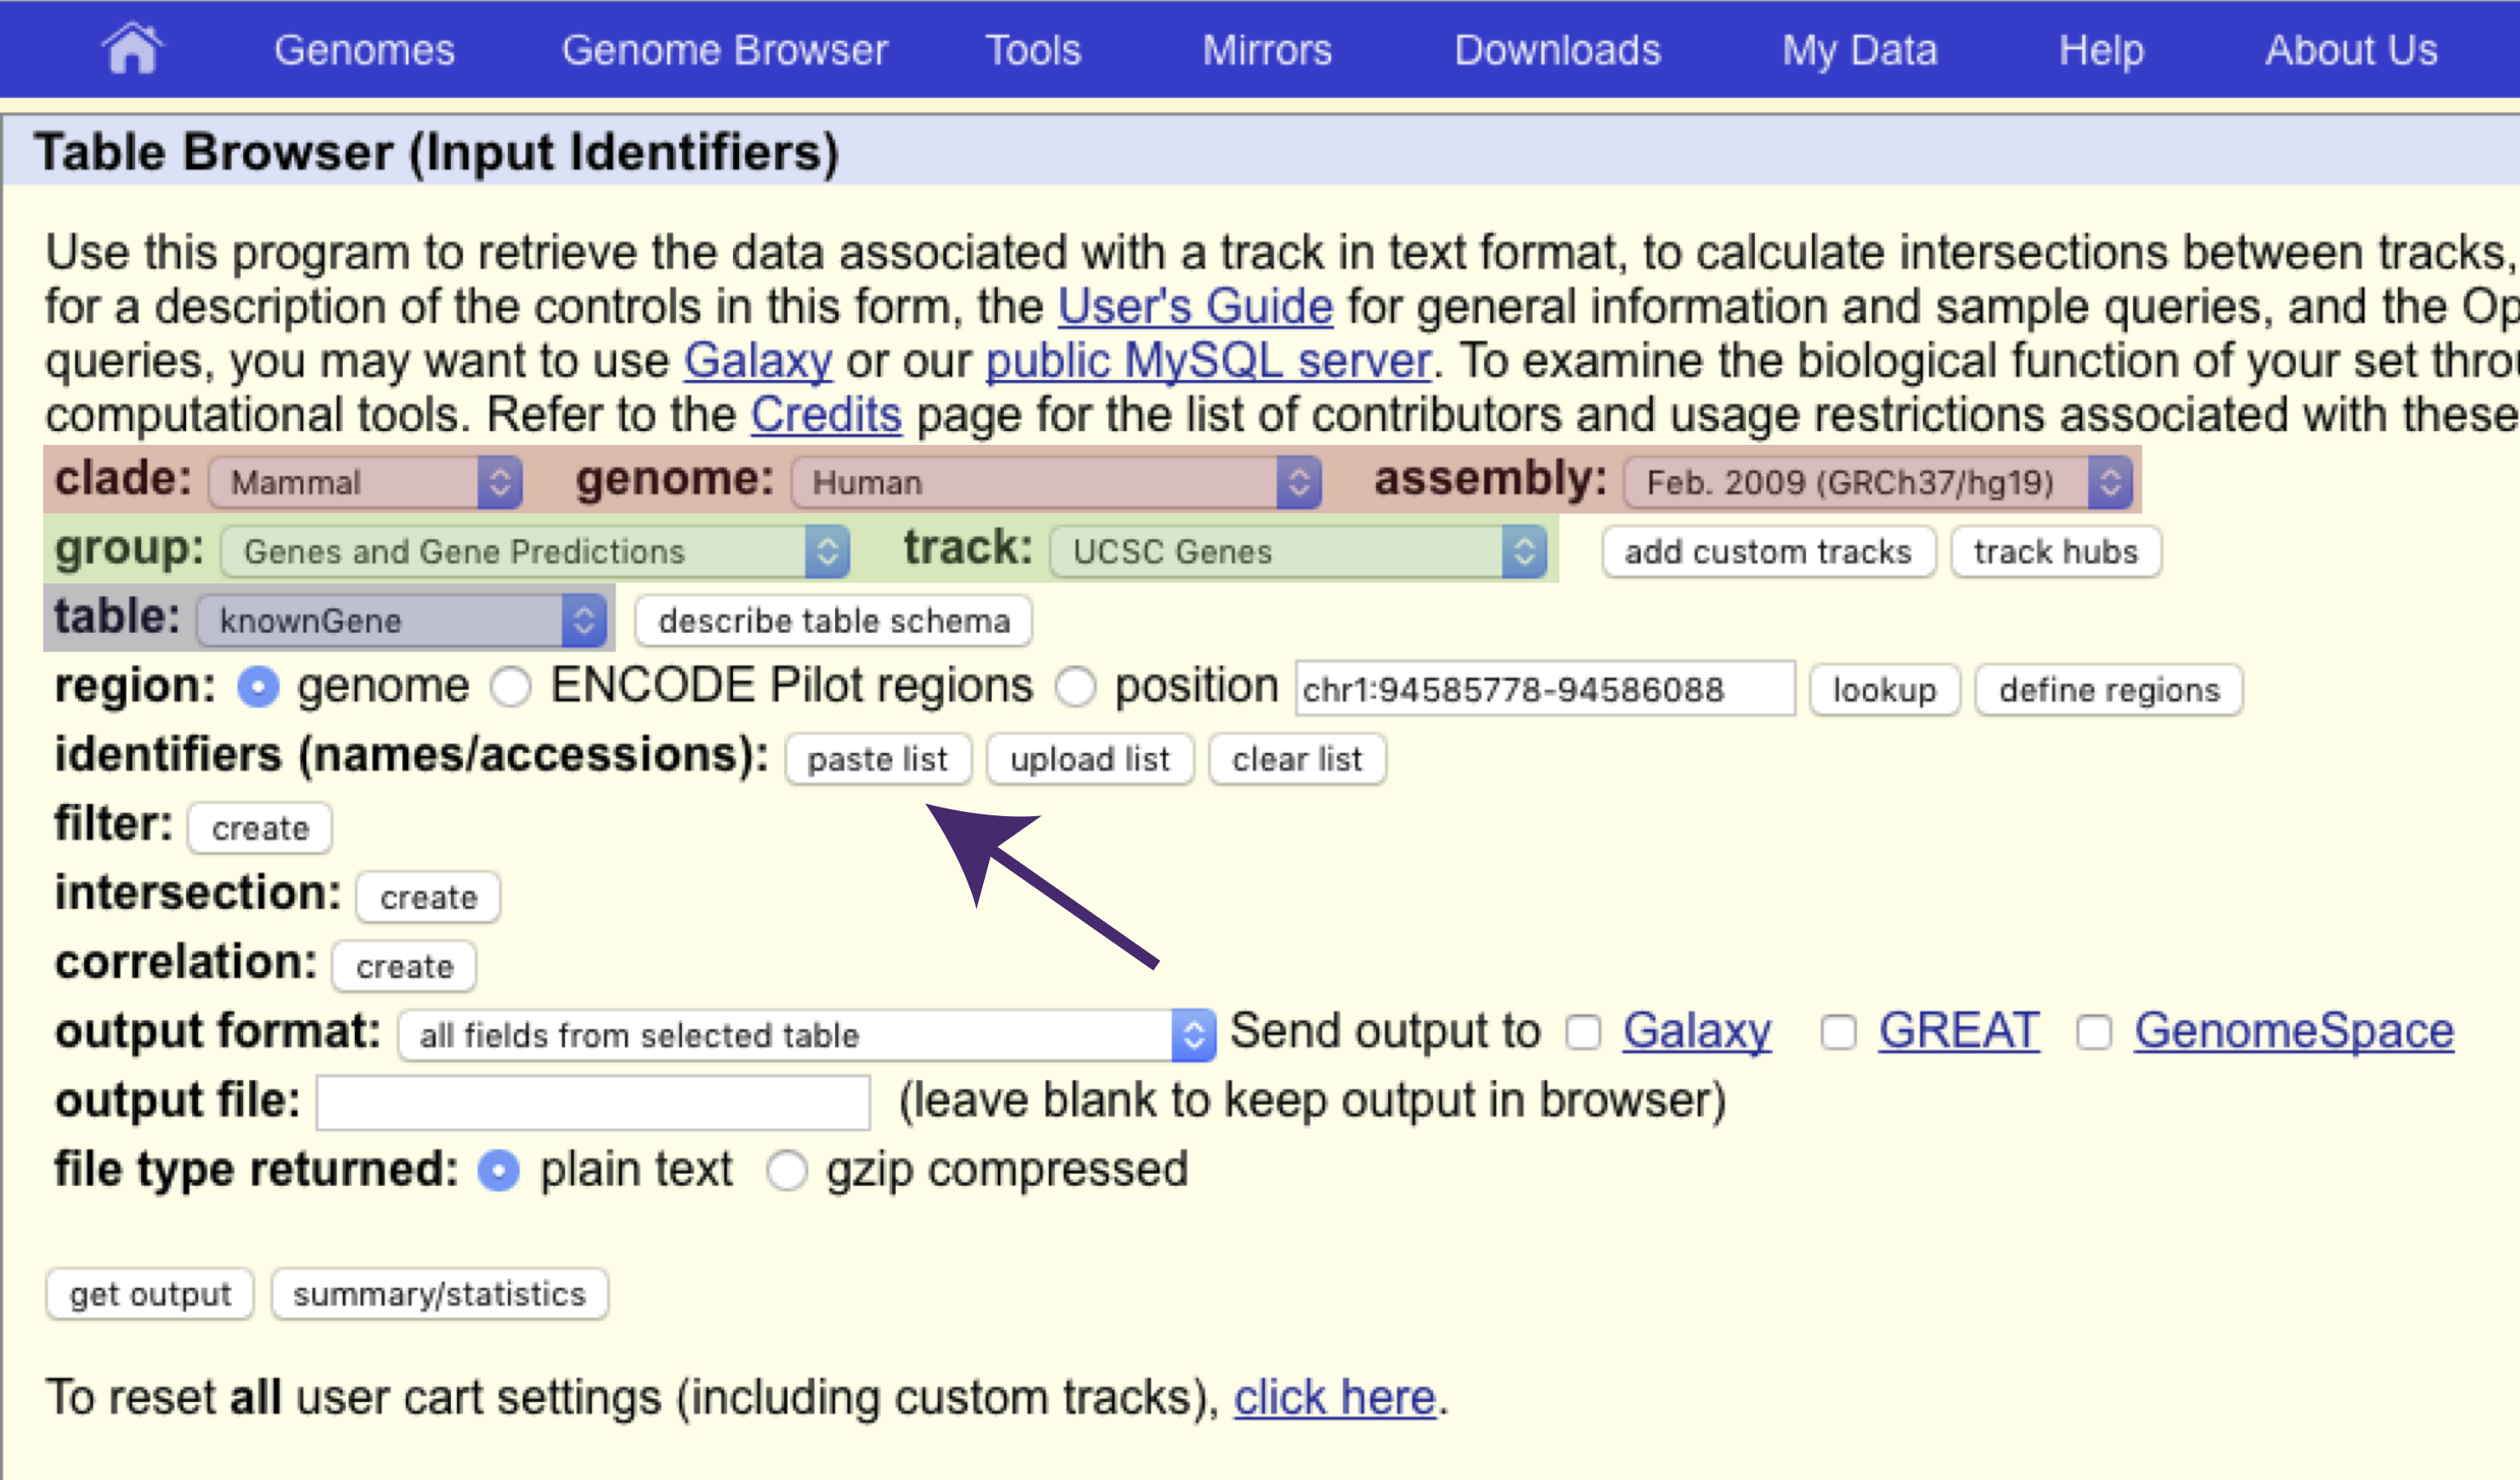 Genomes Genome Browser Tools Mirrors Downloads My Data Help About Us
Table Browser (Input Identifiers)
Use this program to retrieve the data associated with a track in text format, to calculate intersections between tracks,
for a description of the controls in this form, the User's Guide for general information and sample queries, and the Op
queries, you may want to use Galaxy or our public MySQL server. To examine the biological function of your set throu
computational tools. Refer to the Credits page for the list of contributors and usage restrictions associated with these
clade: Mammal genome: Human assembly: Feb. 2009 (GRCh37/hg19)
group: Genes and Gene Predictions track: UCSC Genes add custom tracks track hubs
table: knownGene describe table schema
region: genome ENCODE Pilot regions position chr1:94585778-94586088 lookup define regions
identifiers (names/accessions): paste list upload list clear list
filter: create
intersection: create
correlation: create
output format: all fields from selected table Send output to Galaxy GREAT GenomeSpace
output file: (leave blank to keep output in browser)
file type returned: plain text gzip compressed
get output summary/statistics
To reset all user cart settings (including custom tracks), click here.